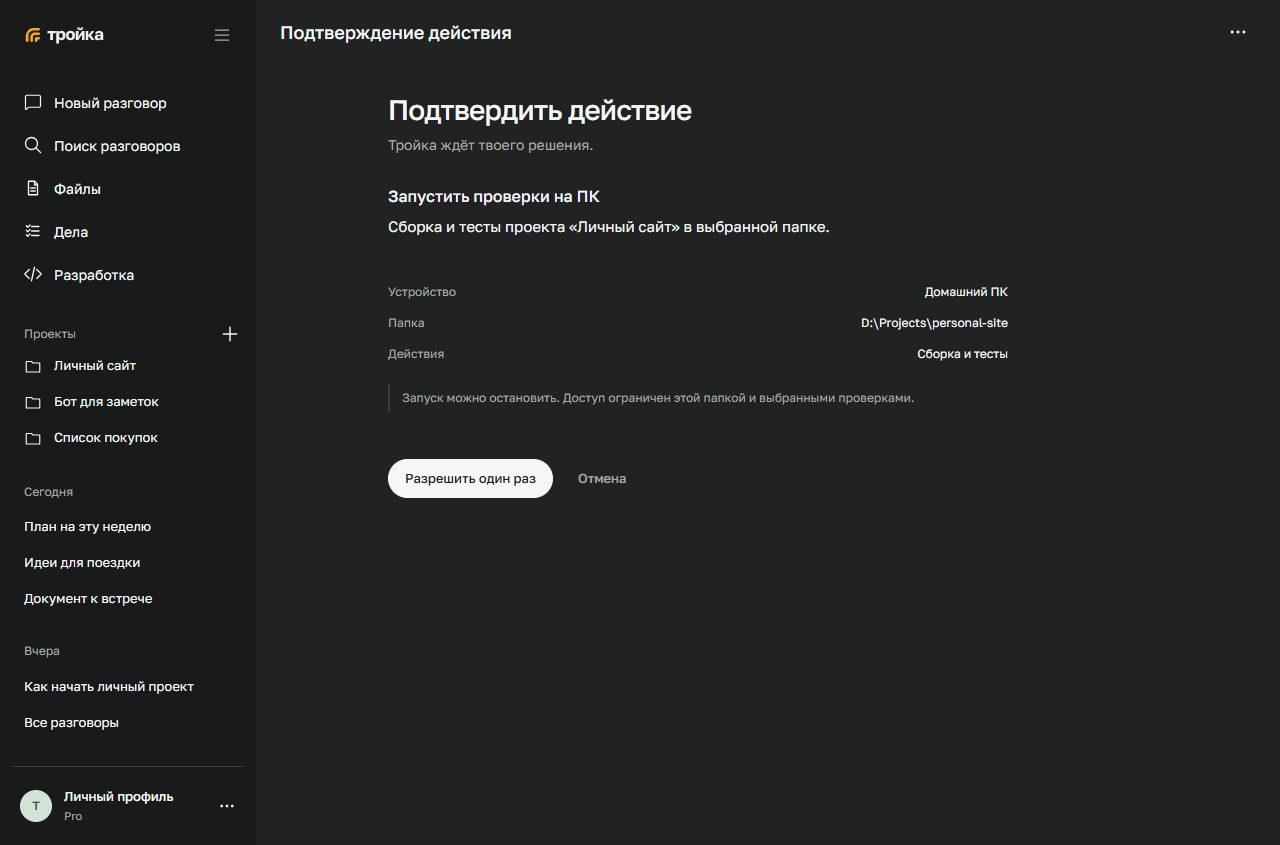 тройка
Новый разговор
Поиск разговоров
Файлы
Дела
Разработка
Проекты
Личный сайт
Бот для заметок
Список покупок
Сегодня
План на эту неделю
Идеи для поездки
Документ к встрече
Вчера
Как начать личный проект
Все разговоры
Т
Личный профиль
Pro
Подтверждение действия
Подтвердить действие
Тройка ждёт твоего решения.
Запустить проверки на ПК
Сборка и тесты проекта «Личный сайт» в выбранной папке.
Устройство Домашний ПК
Папка D:\Projects\personal-site
Действия Сборка и тесты
Запуск можно остановить. Доступ ограничен этой папкой и выбранными проверками.
Разрешить один раз Отмена